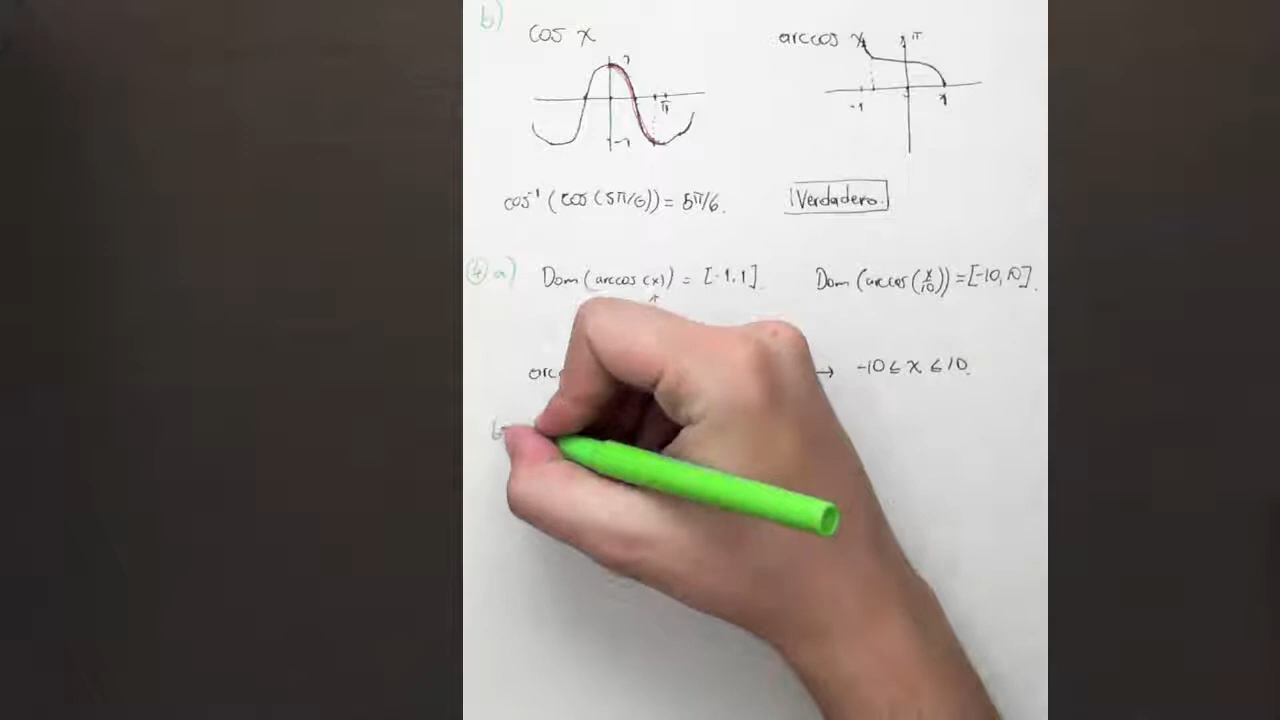 b)
cos x
arccos x
1
π
-1
π
-1
1
cos⁻¹(cos(5π/6)) = 5π/6.
¡Verdadero!
4 a) Dom(arccos(x)) = [-1,1]. Dom(arccos(x/10)) = [-10,10].
→ -10 ≤ x ≤ 10.